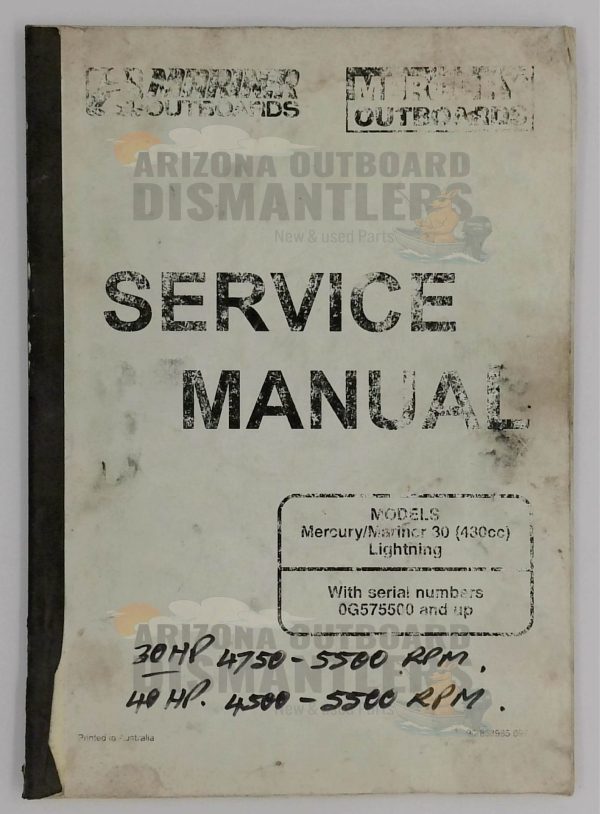 MARINER MERCURY
OUTBOARDS OUTBOARDS
ARIZONA OUTBOARD
DISMANTLERS
New & used Parts
SERVICE
MANUAL
MODELS
Mercury/Mariner 30 (430cc)
Lightning
With serial numbers
0G575500 and up
ARIZONA OUTBOARD
DISMANTLERS
New & used Parts
30 HP 4750 - 5500 RPM.
40 HP. 4500 - 5500 RPM.
Printed in Australia